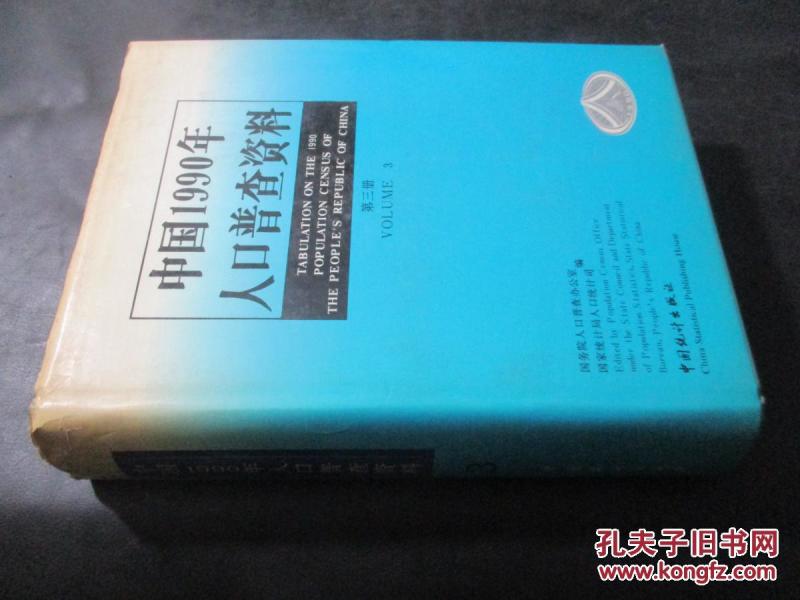 中国1990年
人口普查资料
TABULATION ON THE 1990
POPULATION CENSUS OF
THE PEOPLE'S REPUBLIC OF CHINA
第三册
VOLUME 3
国务院人口普查办公室 编
国家统计局人口统计司
Edited by Population Census Office
under the State Council and Department
of Population Statistics, State Statistical
Bureau, People's Republic of China
中国统计出版社
China Statistical Publishing House
中国1990年人口普查资料
3
孔夫子旧书网
www.kongfz.com